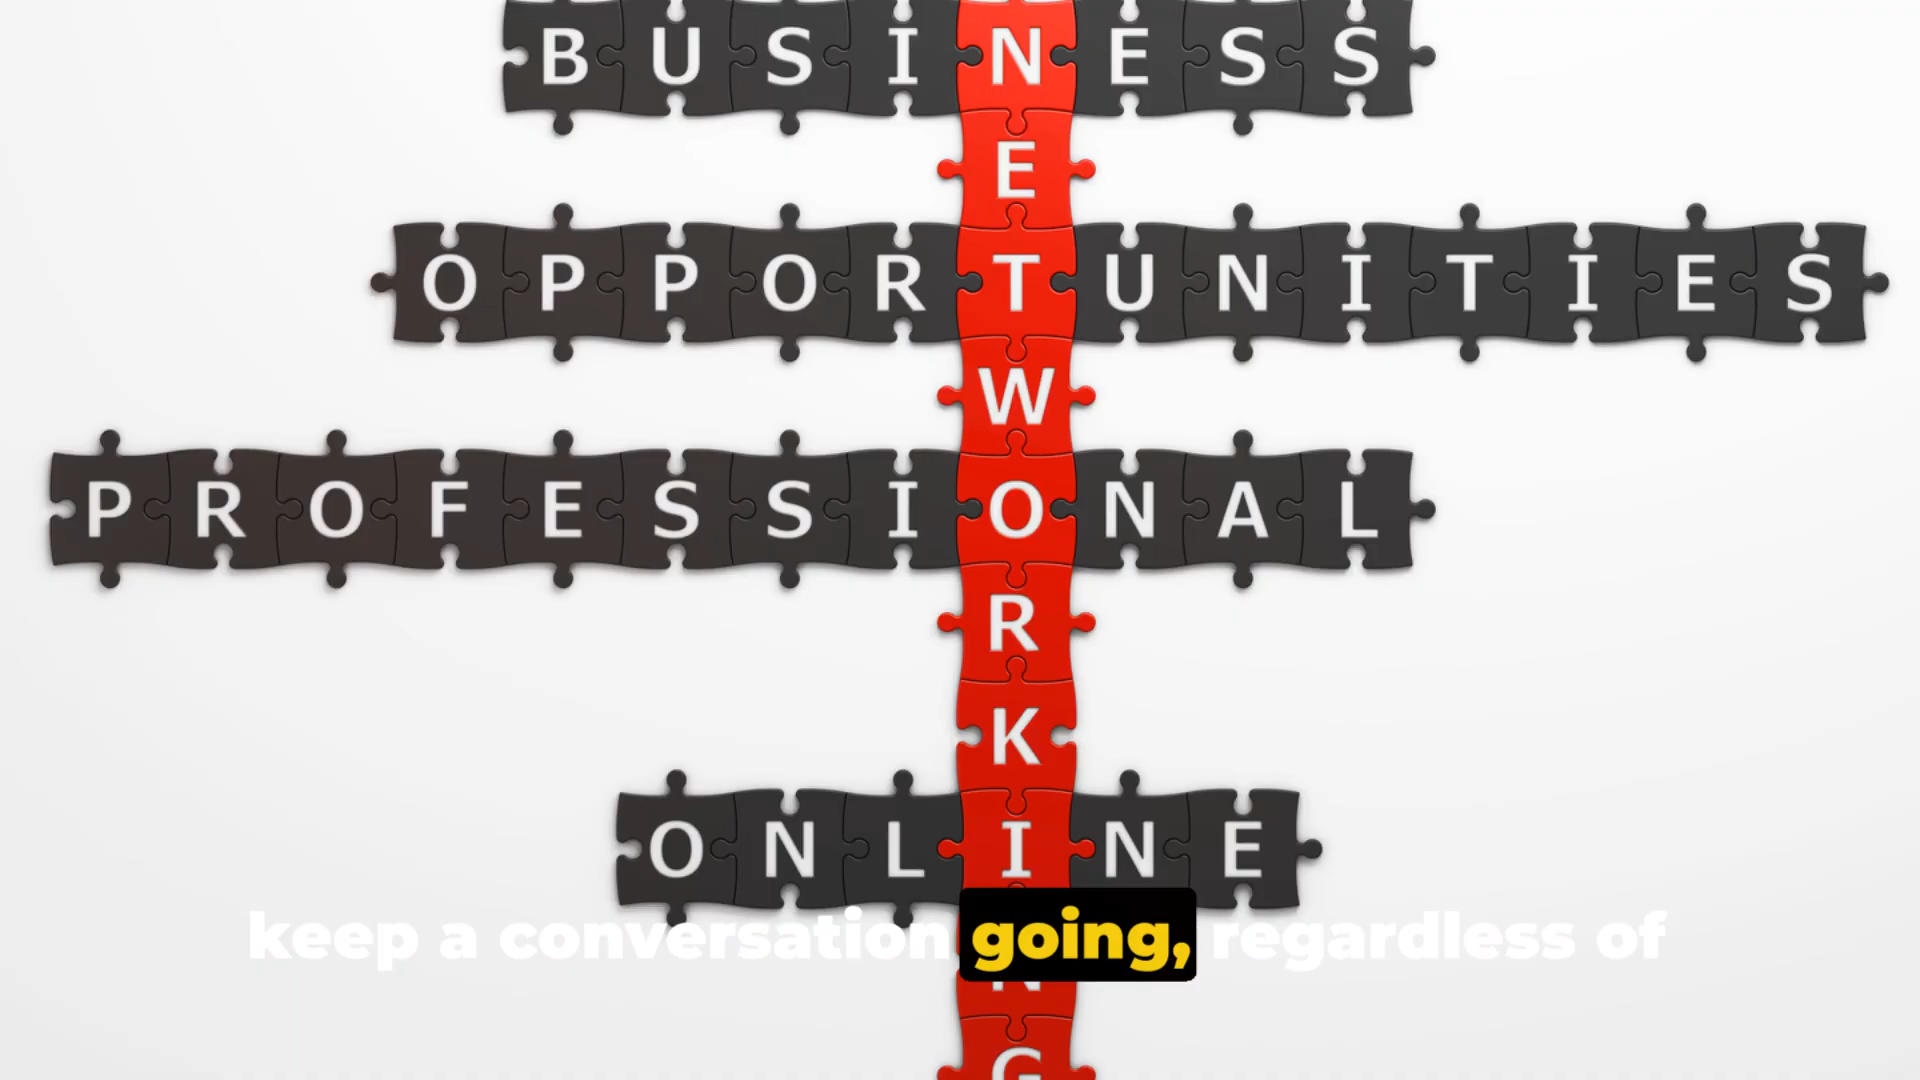 BUSINESS
E
OPPORTUNITIES
W
PROFESSIONAL
R
K
ONLINE
keep a conversation going, regardless of
N
G